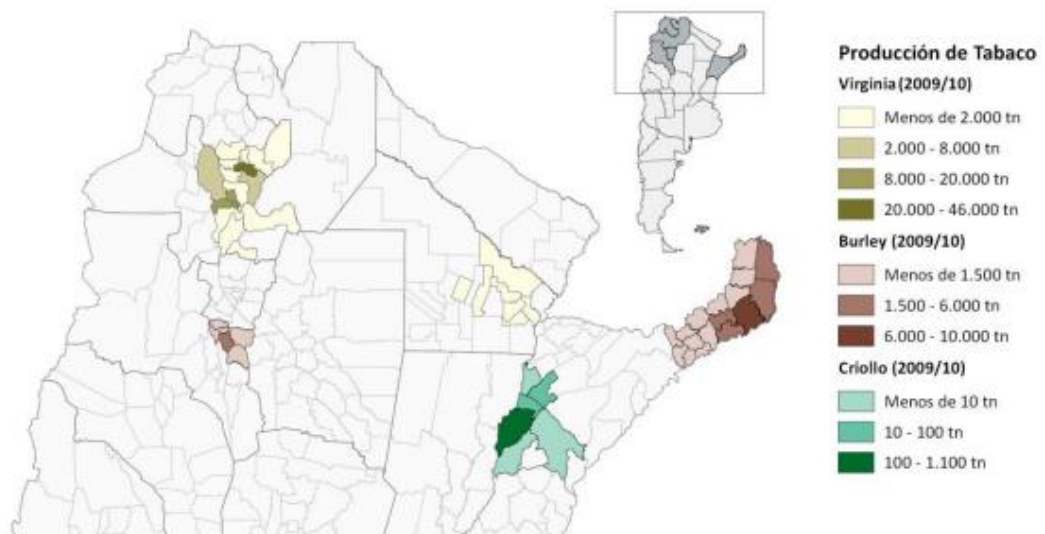 Producción de Tabaco
Virginia (2009/10)
Menos de 2.000 tn
2.000 - 8.000 tn
8.000 - 20.000 tn
20.000 - 46.000 tn
Burley (2009/10)
Menos de 1.500 tn
1.500 - 6.000 tn
6.000 - 10.000 tn
Criollo (2009/10)
Menos de 10 tn
10 - 100 tn
100 - 1.100 tn